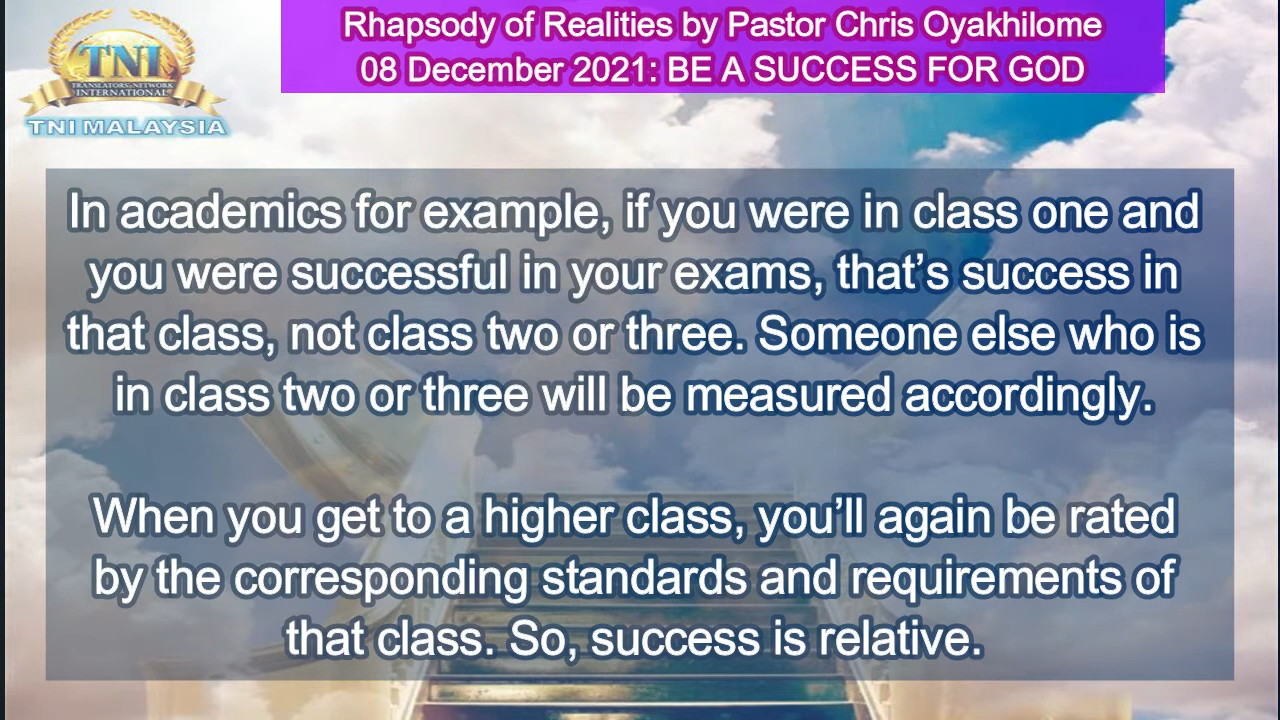 Rhapsody of Realities by Pastor Chris Oyakhilome
08 December 2021: BE A SUCCESS FOR GOD
TNI
TRANSLATORS NETWORK
INTERNATIONAL
TNI MALAYSIA
In academics for example, if you were in class one and
you were successful in your exams, that’s success in
that class, not class two or three. Someone else who is
in class two or three will be measured accordingly.
When you get to a higher class, you’ll again be rated
by the corresponding standards and requirements of
that class. So, success is relative.